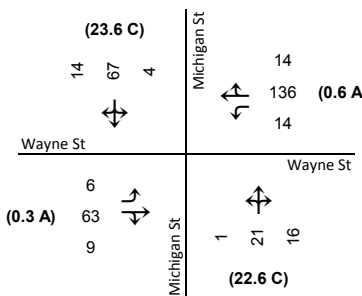 (23.6 C)
14 67 4
Michigan St
14
136 (0.6 A
14
Wayne St
Wayne St
6
(0.3 A) 63
9
Michigan St
1 21 16
(22.6 C)